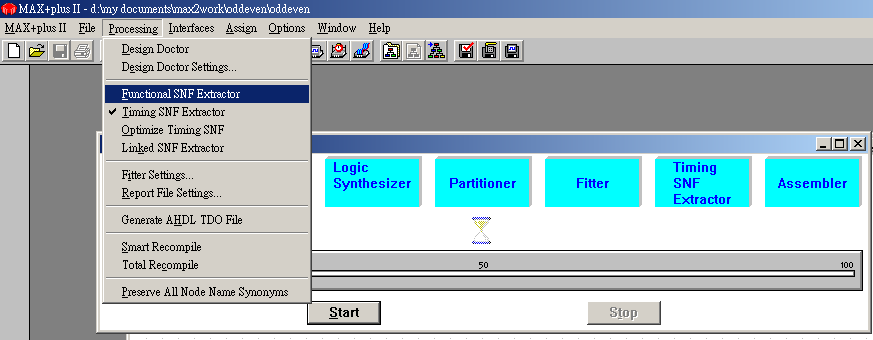 MAX+plus II - d:\my documents\max2work\oddeven\oddeven
MAX+plus II File Processing Interfaces Assign Options Window Help
Design Doctor
Design Doctor Settings...
Functional SNF Extractor
Timing SNF Extractor
Optimize Timing SNF
Linked SNF Extractor
Fitter Settings...
Report File Settings...
Generate AHDL TDO File
Smart Recompile
Total Recompile
Preserve All Node Name Synonyms
Logic
Synthesizer
Partitioner
Fitter
Timing
SNF
Extractor
Assembler
50 100
Start Stop